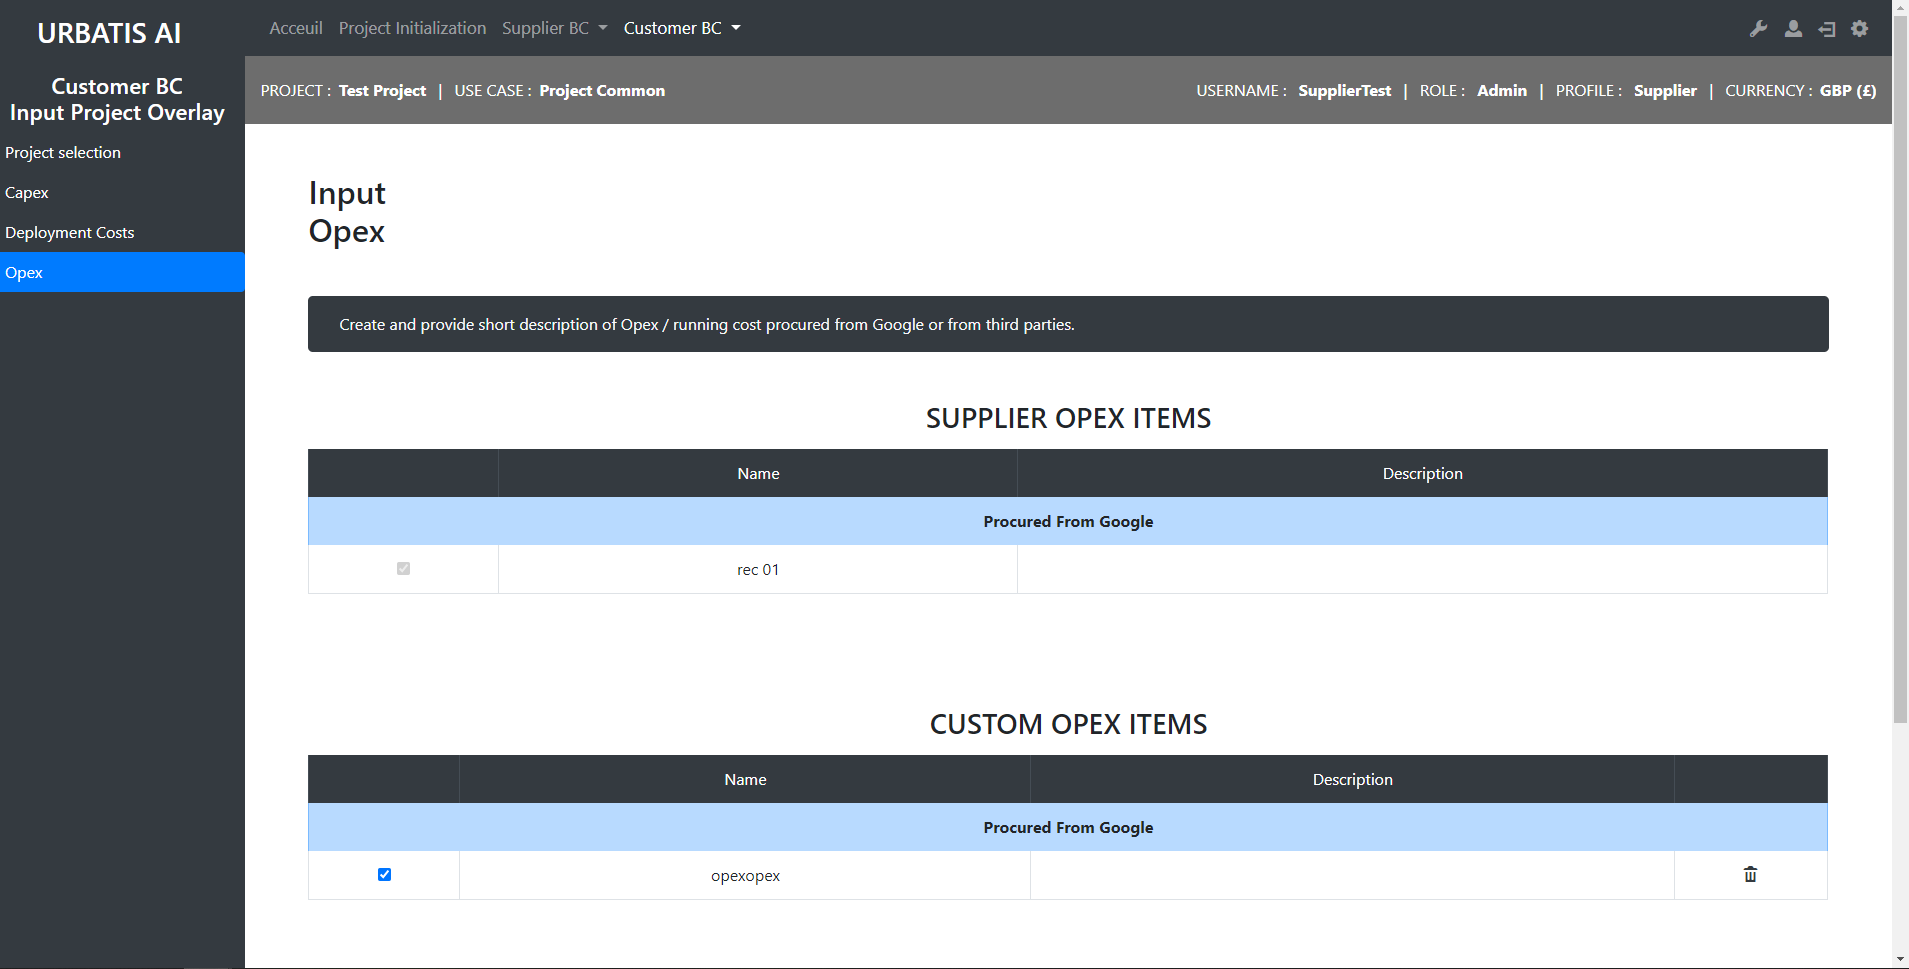 URBATIS AI
Acceuil Project Initialization Supplier BC Customer BC
Customer BC
Input Project Overlay
Project selection
Capex
Deployment Costs
Opex
PROJECT : Test Project | USE CASE : Project Common
USERNAME : SupplierTest | ROLE : Admin | PROFILE : Supplier | CURRENCY : GBP (£)
Input
Opex
Create and provide short description of Opex / running cost procured from Google or from third parties.
SUPPLIER OPEX ITEMS
Name Description
Procured From Google
rec 01
CUSTOM OPEX ITEMS
Name Description
Procured From Google
opexopex